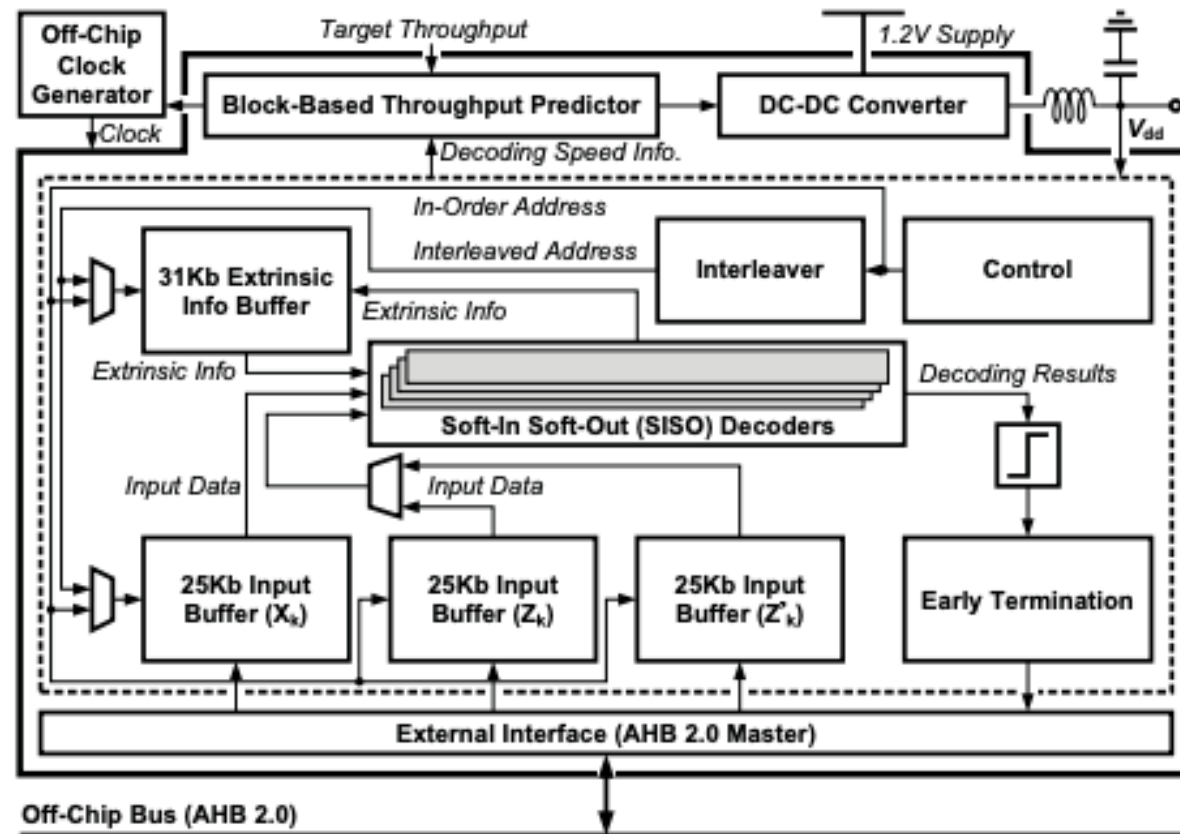 Off-Chip
Clock
Generator
Target Throughput
1.2V Supply
Block-Based Throughput Predictor
DC-DC Converter
Clock
Vdd
Decoding Speed Info.
In-Order Address
Interleaved Address
31Kb Extrinsic
Info Buffer
Interleaver
Control
Extrinsic Info
Extrinsic Info
Decoding Results
Soft-In Soft-Out (SISO) Decoders
Input Data
Input Data
25Kb Input
Buffer (Xk)
25Kb Input
Buffer (Zk)
25Kb Input
Buffer (Z*k)
Early Termination
External Interface (AHB 2.0 Master)
Off-Chip Bus (AHB 2.0)